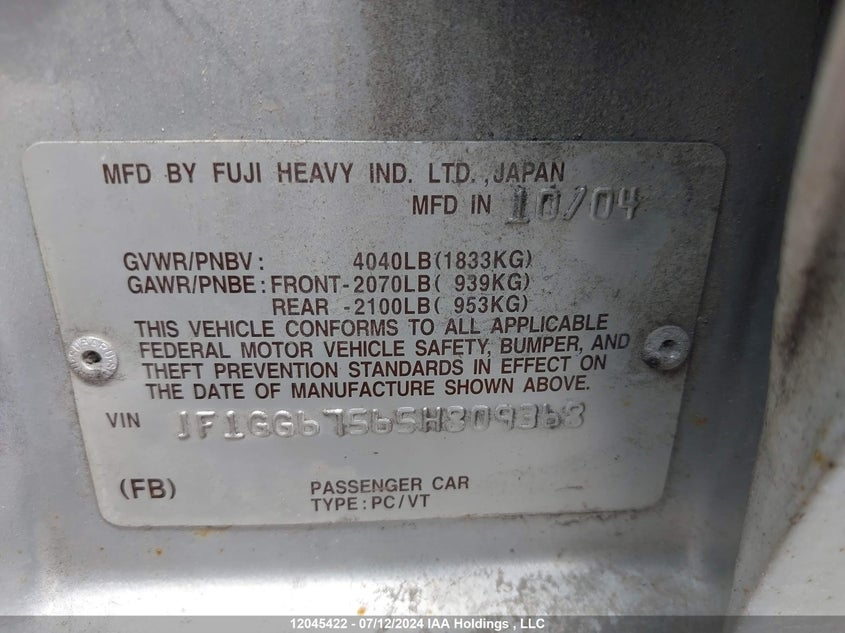 MFD BY FUJI HEAVY IND. LTD.,JAPAN
MFD IN 10/04
GVWR/PNBV: 4040LB(1833KG)
GAWR/PNBE: FRONT-2070LB( 939KG)
REAR -2100LB( 953KG)
THIS VEHICLE CONFORMS TO ALL APPLICABLE
FEDERAL MOTOR VEHICLE SAFETY, BUMPER, AND
THEFT PREVENTION STANDARDS IN EFFECT ON
THE DATE OF MANUFACTURE SHOWN ABOVE.
VIN JF1GG67565H809368
(FB) PASSENGER CAR
TYPE:PC/VT
12045422 - 07/12/2024 IAA Holdings , LLC